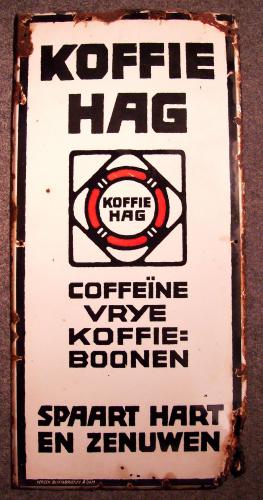 KOFFIE
HAG
KOFFIE
HAG
COFFEÏNE
VRYE
KOFFIE=
BOONEN
SPAART HART
EN ZENUWEN